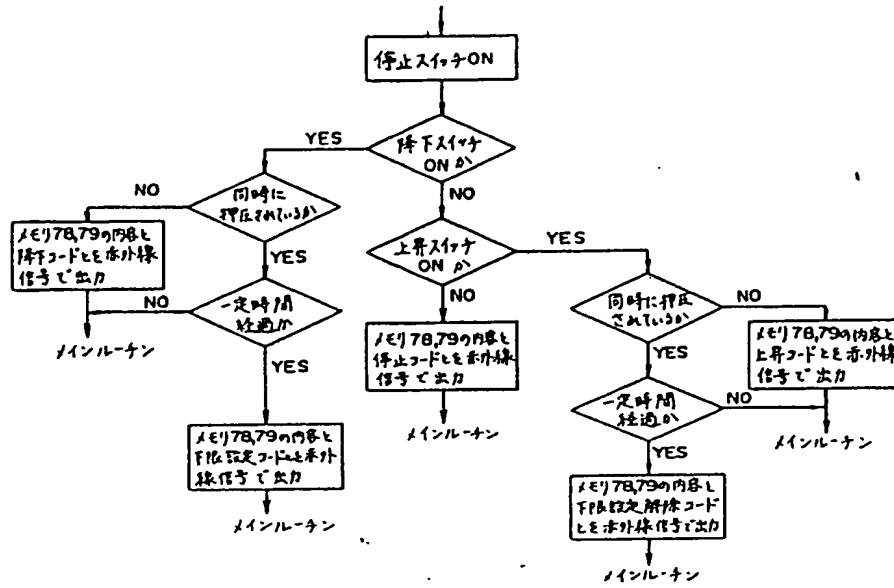 停止スイッチON
降下スイッチ
ONか
YES
NO
同時に
押圧されているか
NO
YES
メモリ78,79の内容と
降下コードとを赤外線
信号で出力
一定時間
経過か
NO
YES
メインルーチン
メモリ78,79の内容と
下限設定コードとを赤外
線信号で出力
メインルーチン
上昇スイッチ
ONか
YES
NO
メモリ78,79の内容と
停止コードとを赤外線
信号で出力
メインルーチン
同時に押圧
されているか
NO
YES
メモリ78,79の内容と
上昇コードとを赤外線
信号で出力
一定時間
経過か
NO
YES
メインルーチン
メモリ78,79の内容と
下限設定解除コード
とを赤外線信号で出力
メインルーチン